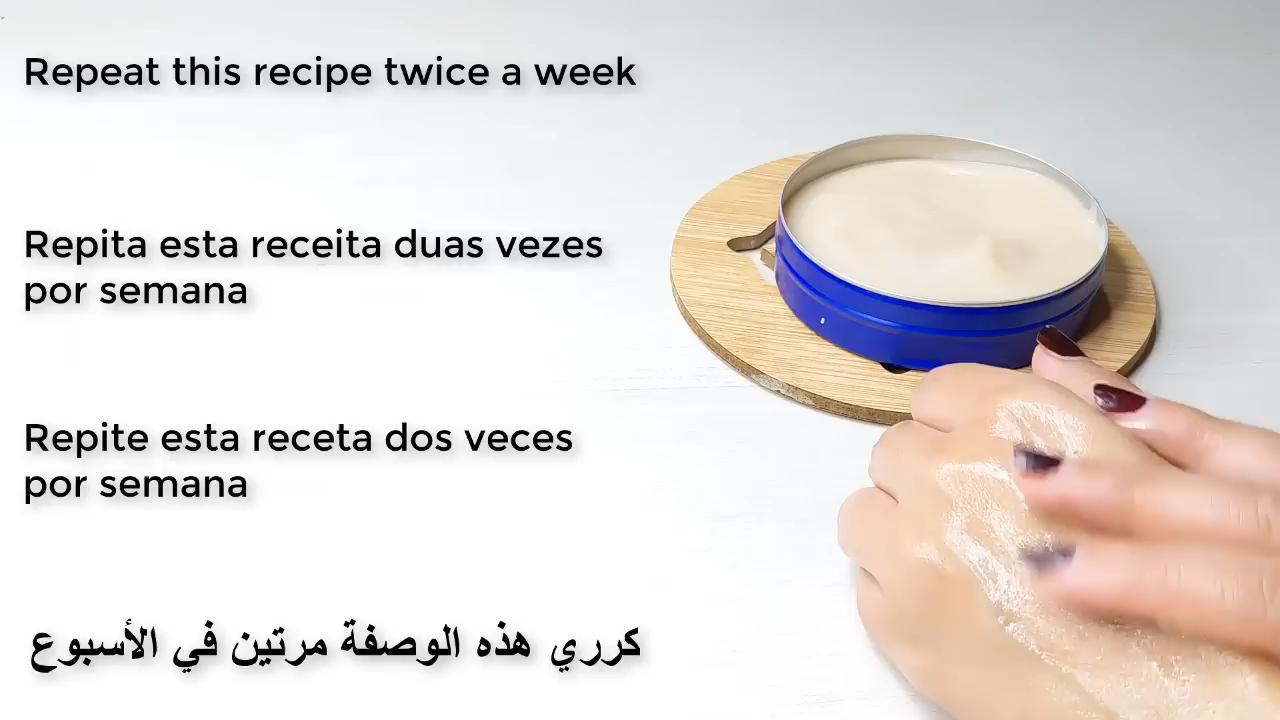 Repeat this recipe twice a week
Repita esta receita duas vezes
por semana
Repite esta receta dos veces
por semana
كرري هذه الوصفة مرتين في الأسبوع